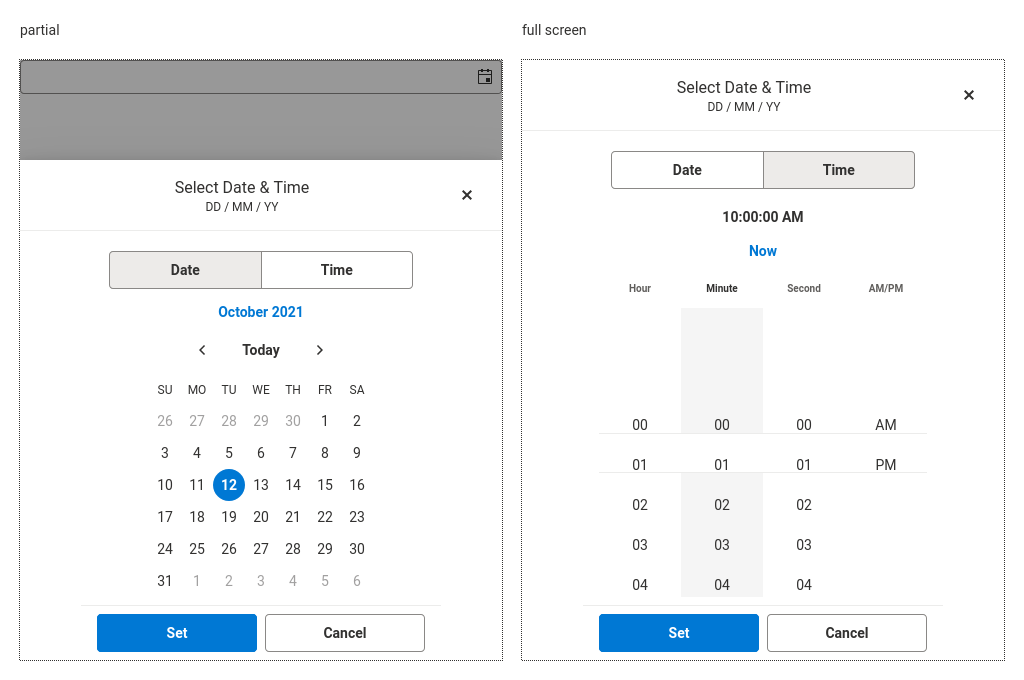 partial
Select Date & Time
DD / MM / YY
Date Time
October 2021
Today
SU MO TU WE TH FR SA
26 27 28 29 30 1 2
3 4 5 6 7 8 9
10 11 12 13 14 15 16
17 18 19 20 21 22 23
24 25 26 27 28 29 30
31 1 2 3 4 5 6
Set Cancel
full screen
Select Date & Time
DD / MM / YY
Date Time
10:00:00 AM
Now
Hour Minute Second AM/PM
00 00 00 AM
01 01 01 PM
02 02 02
03 03 03
04 04 04
Set Cancel